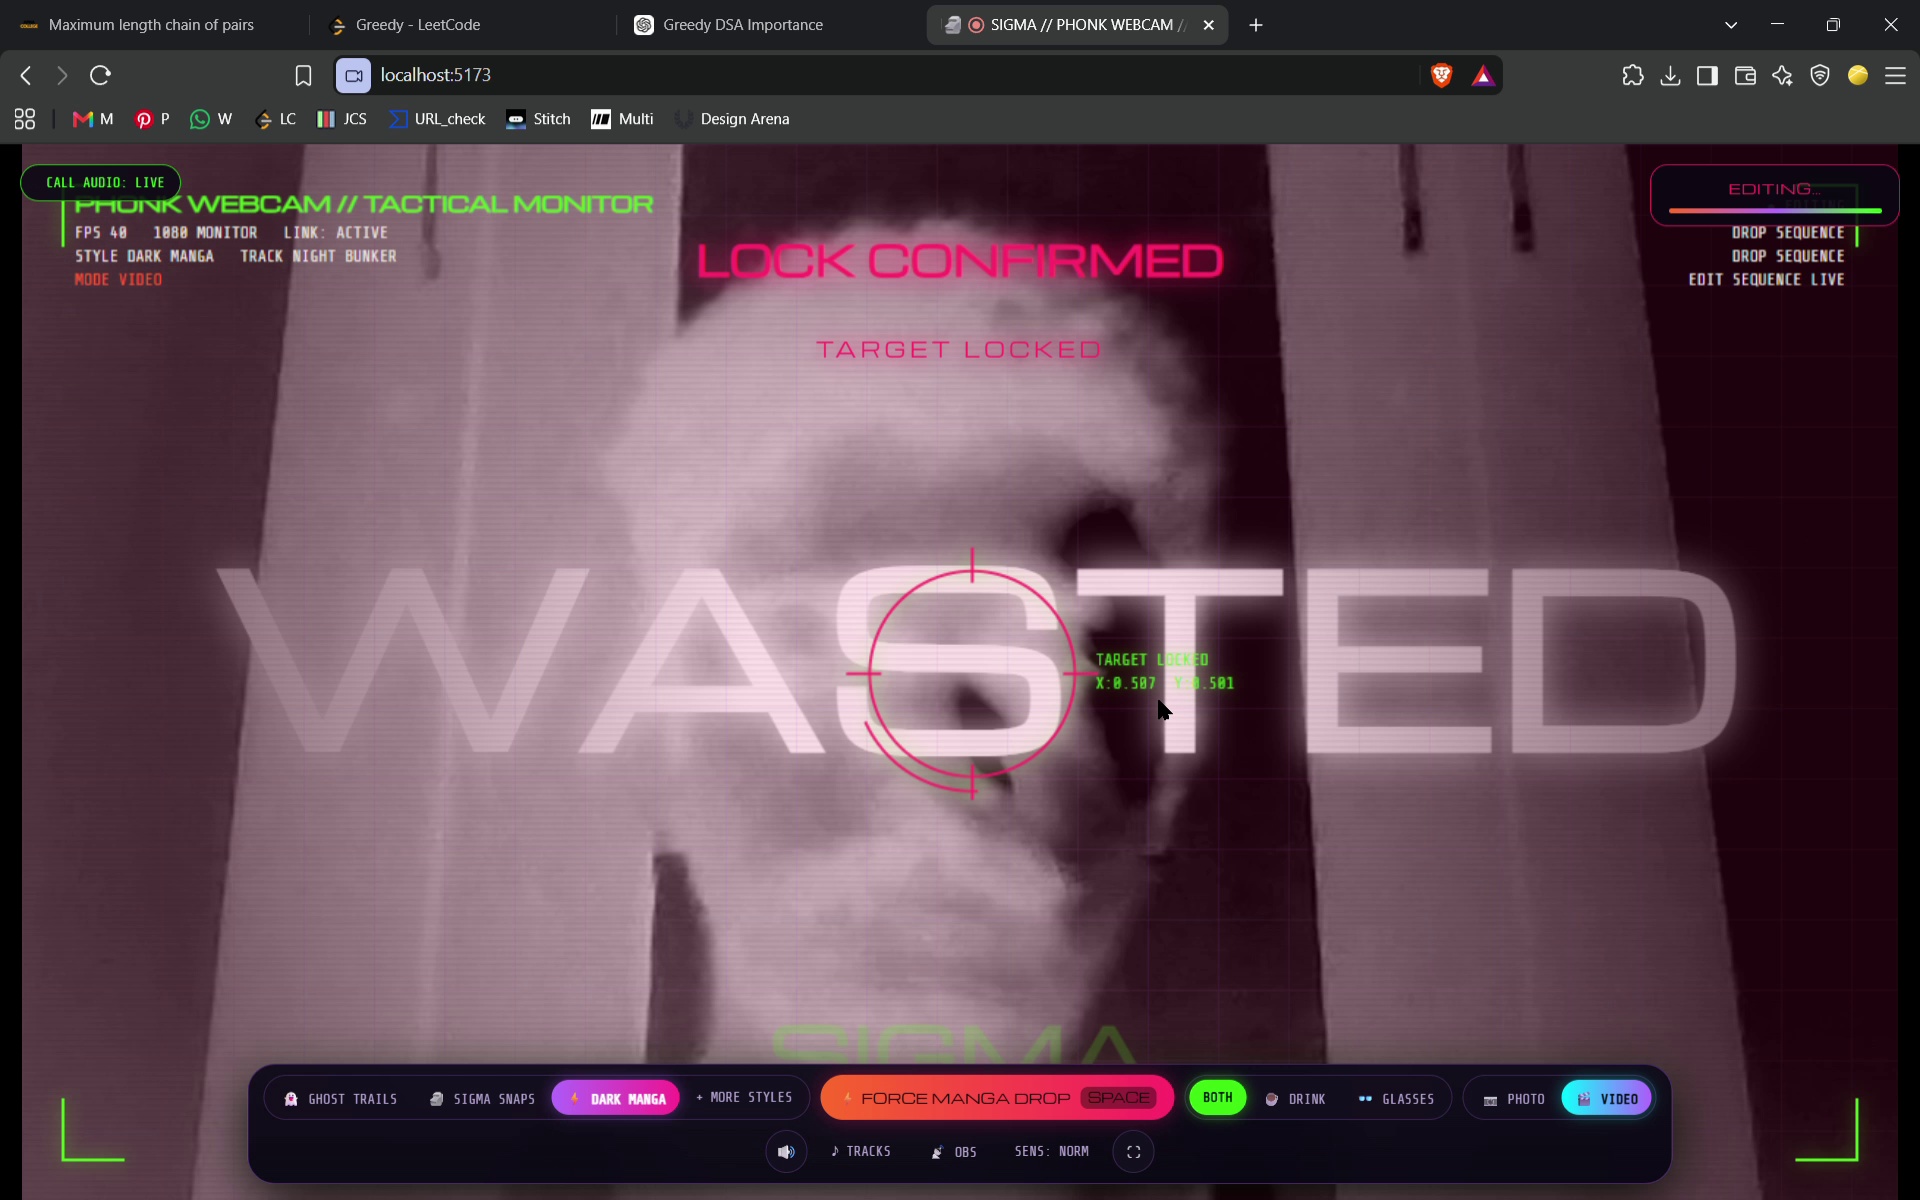 Maximum length chain of pairs
Greedy - LeetCode
Greedy DSA Importance
SIGMA // PHONK WEBCAM //
localhost:5173
M
P
W
LC
JCS
URL_check
Stitch
Multi
Design Arena
CALL AUDIO: LIVE
PHONK WEBCAM // TACTICAL MONITOR
FPS 40 1080 MONITOR LINK: ACTIVE
STYLE DARK MANGA TRACK NIGHT BUNKER
MODE VIDEO
EDITING...
EDITING
DROP SEQUENCE
DROP SEQUENCE
EDIT SEQUENCE LIVE
LOCK CONFIRMED
TARGET LOCKED
WASTED
TARGET LOCKED
X:0.507 Y:0.501
SIGMA
GHOST TRAILS
SIGMA SNAPS
DARK MANGA
+ MORE STYLES
FORCE MANGA DROP SPACE
BOTH
DRINK
GLASSES
PHOTO
VIDEO
♪ TRACKS
OBS
SENS: NORM